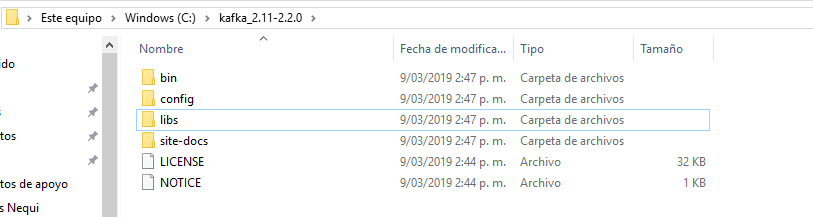 Este equipo > Windows (C:) > kafka_2.11-2.2.0 >
Nombre Fecha de modifica... Tipo Tamaño
ido
bin 9/03/2019 2:47 p. m. Carpeta de archivos
config 9/03/2019 2:47 p. m. Carpeta de archivos
s libs 9/03/2019 2:47 p. m. Carpeta de archivos
tos site-docs 9/03/2019 2:47 p. m. Carpeta de archivos
LICENSE 9/03/2019 2:44 p. m. Archivo 32 KB
tos de apoyo NOTICE 9/03/2019 2:44 p. m. Archivo 1 KB
s Nequi